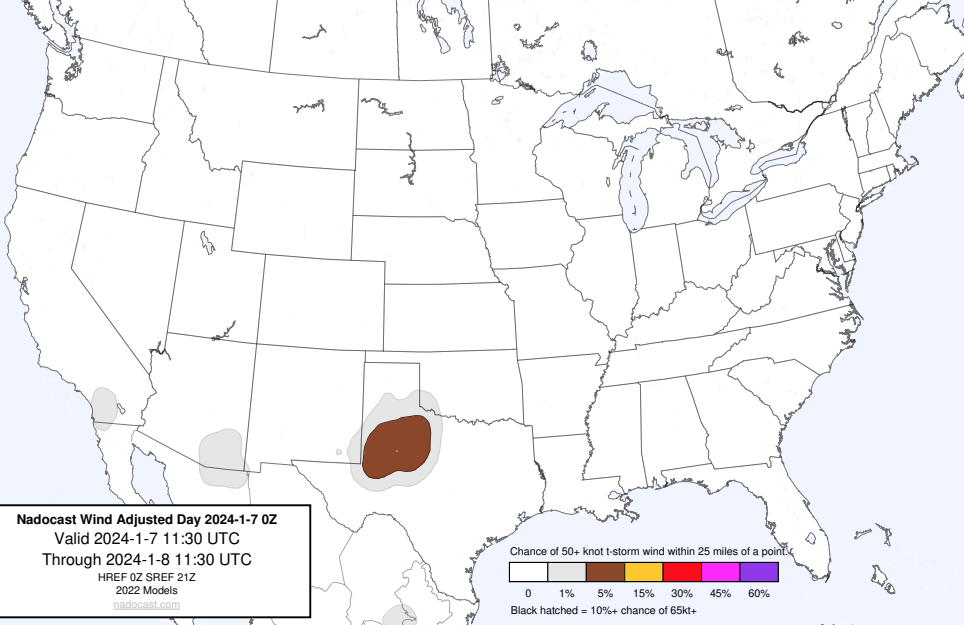 Nadocast Wind Adjusted Day 2024-1-7 0Z
Valid 2024-1-7 11:30 UTC
Through 2024-1-8 11:30 UTC
HREF 0Z SREF 21Z
2022 Models
nadocast.com
Chance of 50+ knot t-storm wind within 25 miles of a point.
0 1% 5% 15% 30% 45% 60%
Black hatched = 10%+ chance of 65kt+